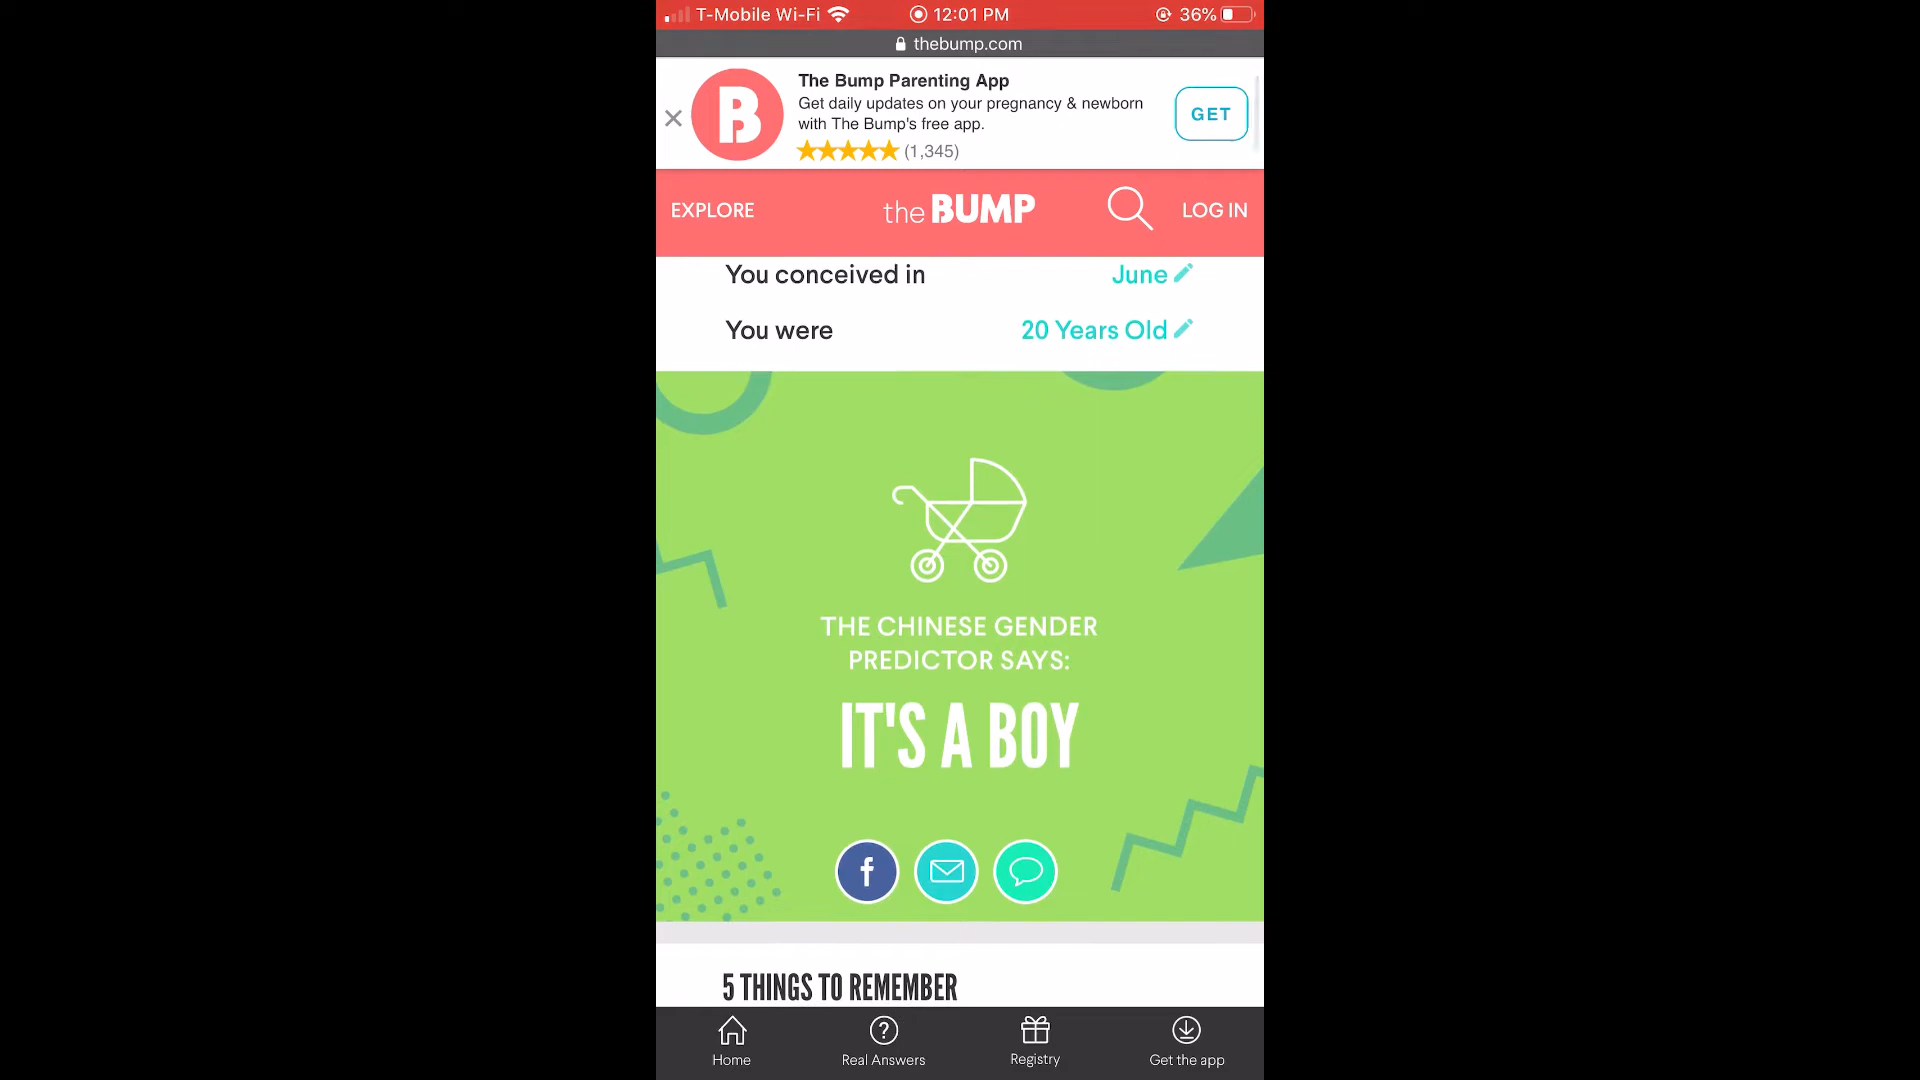 T-Mobile Wi-Fi 12:01 PM 36%
thebump.com
B
The Bump Parenting App
Get daily updates on your pregnancy & newborn
with The Bump's free app.
(1,345)
GET
EXPLORE the BUMP LOG IN
You conceived in June
You were 20 Years Old
THE CHINESE GENDER
PREDICTOR SAYS:
IT'S A BOY
f
5 THINGS TO REMEMBER
Home Real Answers Registry Get the app